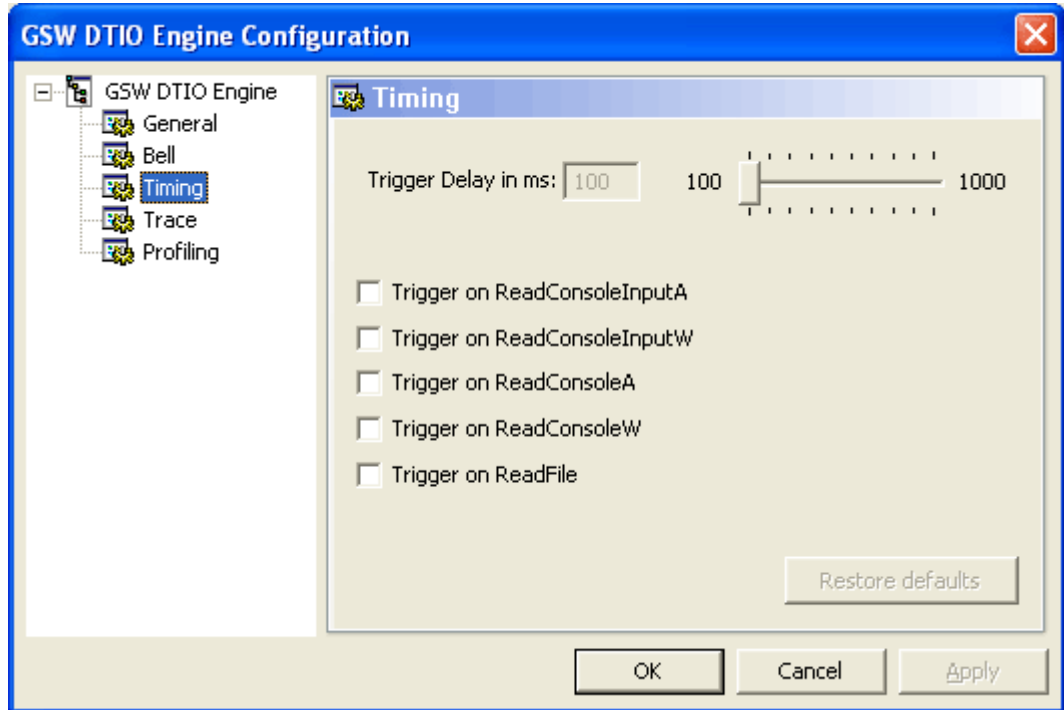 GSW DTIO Engine Configuration
GSW DTIO Engine
General
Bell
Timing
Trace
Profiling
Timing
Trigger Delay in ms: 100 100 1000
Trigger on ReadConsoleInputA
Trigger on ReadConsoleInputW
Trigger on ReadConsoleA
Trigger on ReadConsoleW
Trigger on ReadFile
Restore defaults
OK Cancel Apply